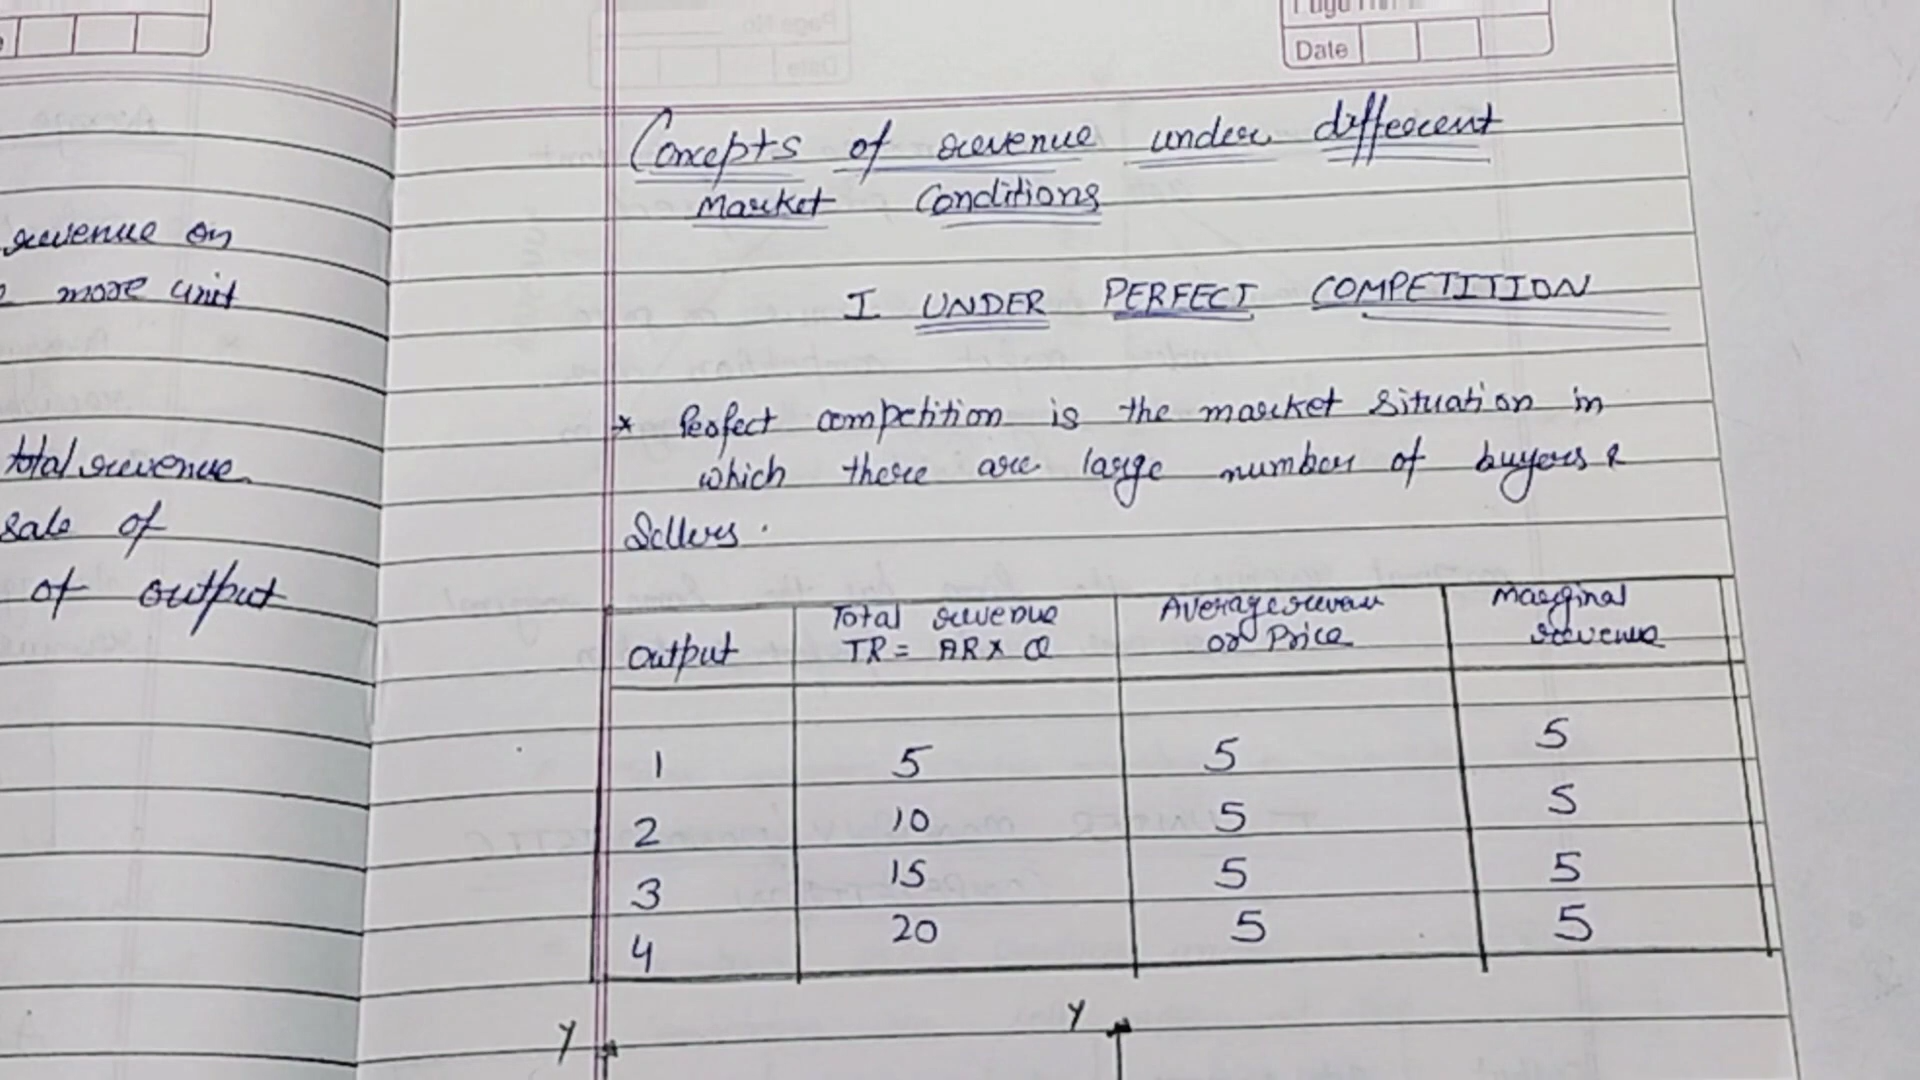 revenue on
more unit
total revenue
sale of
of output
Date
Concepts of revenue under different
Market Conditions
I UNDER PERFECT COMPETITION
* Perfect competition is the market situation in
which there are large number of buyers &
Sellers.
Output | Total revenue TR = AR x Q | Average revenue or Price | Marginal revenue
1 5 5 5
2 10 5 5
3 15 5 5
4 20 5 5
Y Y